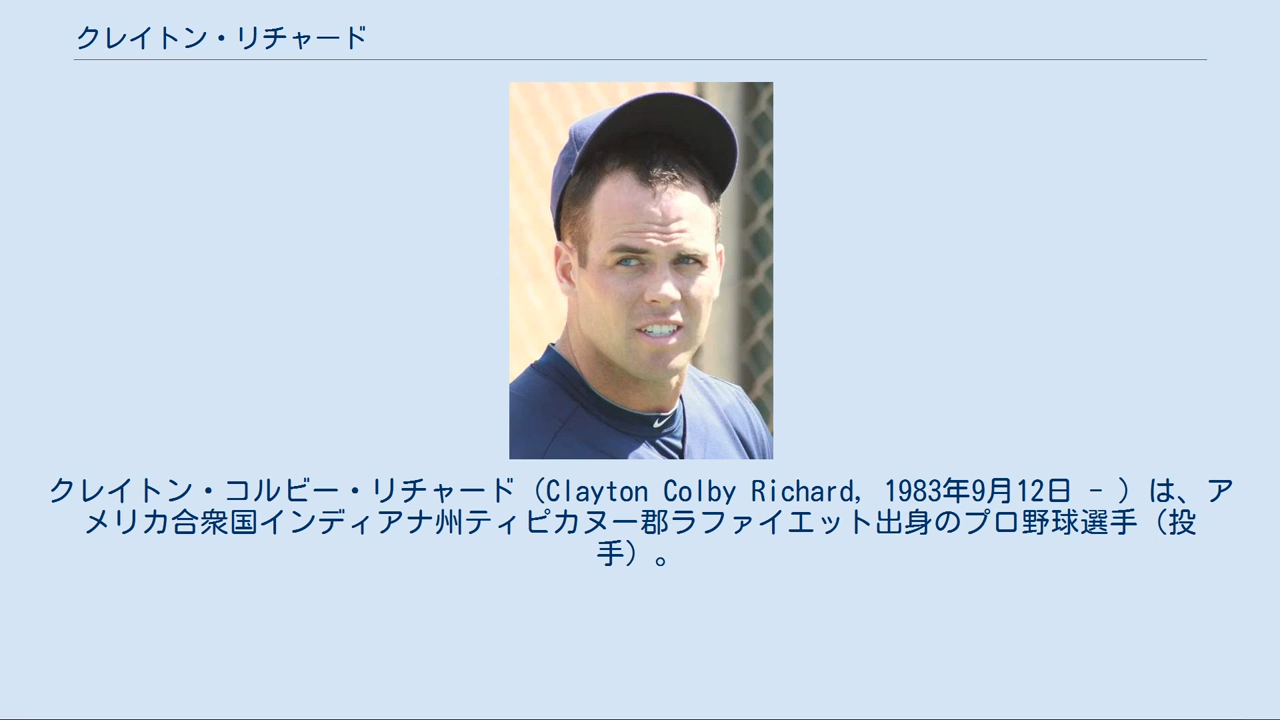 クレイトン・リチャード
クレイトン・コルビー・リチャード（Clayton Colby Richard, 1983年9月12日 - ）は、ア
メリカ合衆国インディアナ州ティピカヌー郡ラファイエット出身のプロ野球選手（投
手）。